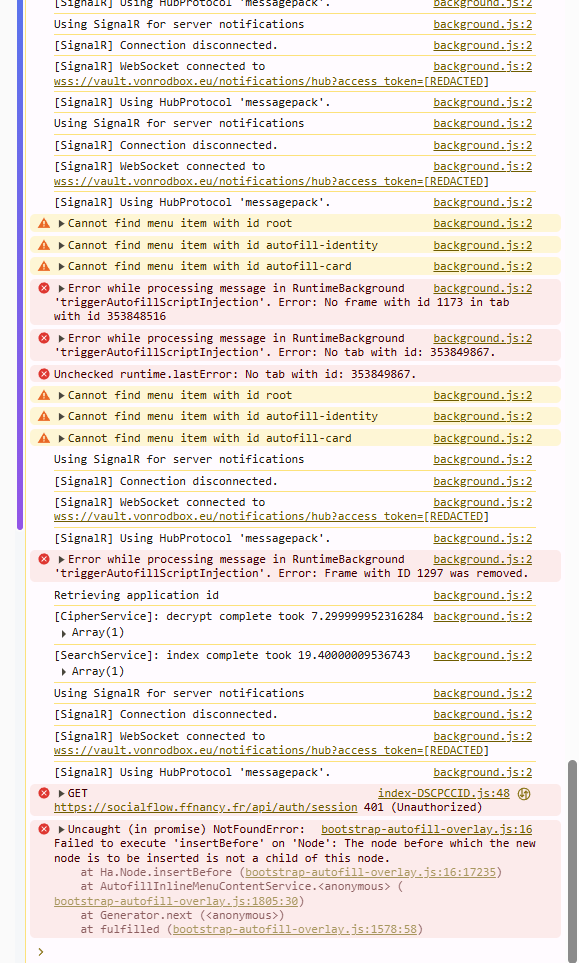 [SignalR] Using HubProtocol 'messagepack'. background.js:2
Using SignalR for server notifications background.js:2
[SignalR] Connection disconnected. background.js:2
[SignalR] WebSocket connected to background.js:2
wss://vault.vonrodbox.eu/notifications/hub?access_token=[REDACTED]
[SignalR] Using HubProtocol 'messagepack'. background.js:2
Using SignalR for server notifications background.js:2
[SignalR] Connection disconnected. background.js:2
[SignalR] WebSocket connected to background.js:2
wss://vault.vonrodbox.eu/notifications/hub?access_token=[REDACTED]
[SignalR] Using HubProtocol 'messagepack'. background.js:2
Cannot find menu item with id root background.js:2
Cannot find menu item with id autofill-identity background.js:2
Cannot find menu item with id autofill-card background.js:2
Error while processing message in RuntimeBackground background.js:2
'triggerAutofillScriptInjection'. Error: No frame with id 1173 in tab
with id 353848516
Error while processing message in RuntimeBackground background.js:2
'triggerAutofillScriptInjection'. Error: No tab with id: 353849867.
Unchecked runtime.lastError: No tab with id: 353849867. background.js:2
Cannot find menu item with id root background.js:2
Cannot find menu item with id autofill-identity background.js:2
Cannot find menu item with id autofill-card background.js:2
Using SignalR for server notifications background.js:2
[SignalR] Connection disconnected. background.js:2
[SignalR] WebSocket connected to background.js:2
wss://vault.vonrodbox.eu/notifications/hub?access_token=[REDACTED]
[SignalR] Using HubProtocol 'messagepack'. background.js:2
Error while processing message in RuntimeBackground background.js:2
'triggerAutofillScriptInjection'. Error: Frame with ID 1297 was removed.
Retrieving application id background.js:2
[CipherService]: decrypt complete took 7.299999952316284 background.js:2
Array(1)
[SearchService]: index complete took 19.40000009536743 background.js:2
Array(1)
Using SignalR for server notifications background.js:2
[SignalR] Connection disconnected. background.js:2
[SignalR] WebSocket connected to background.js:2
wss://vault.vonrodbox.eu/notifications/hub?access_token=[REDACTED]
[SignalR] Using HubProtocol 'messagepack'. background.js:2
GET index-DSCPCCID.js:48
https://socialflow.ffnancy.fr/api/auth/session 401 (Unauthorized)
Uncaught (in promise) NotFoundError: bootstrap-autofill-overlay.js:16
Failed to execute 'insertBefore' on 'Node': The node before which the new
node is to be inserted is not a child of this node.
at Ha.Node.insertBefore (bootstrap-autofill-overlay.js:16:17235)
at AutofillInlineMenuContentService.<anonymous> (
bootstrap-autofill-overlay.js:1805:30)
at Generator.next (<anonymous>)
at fulfilled (bootstrap-autofill-overlay.js:1578:58)